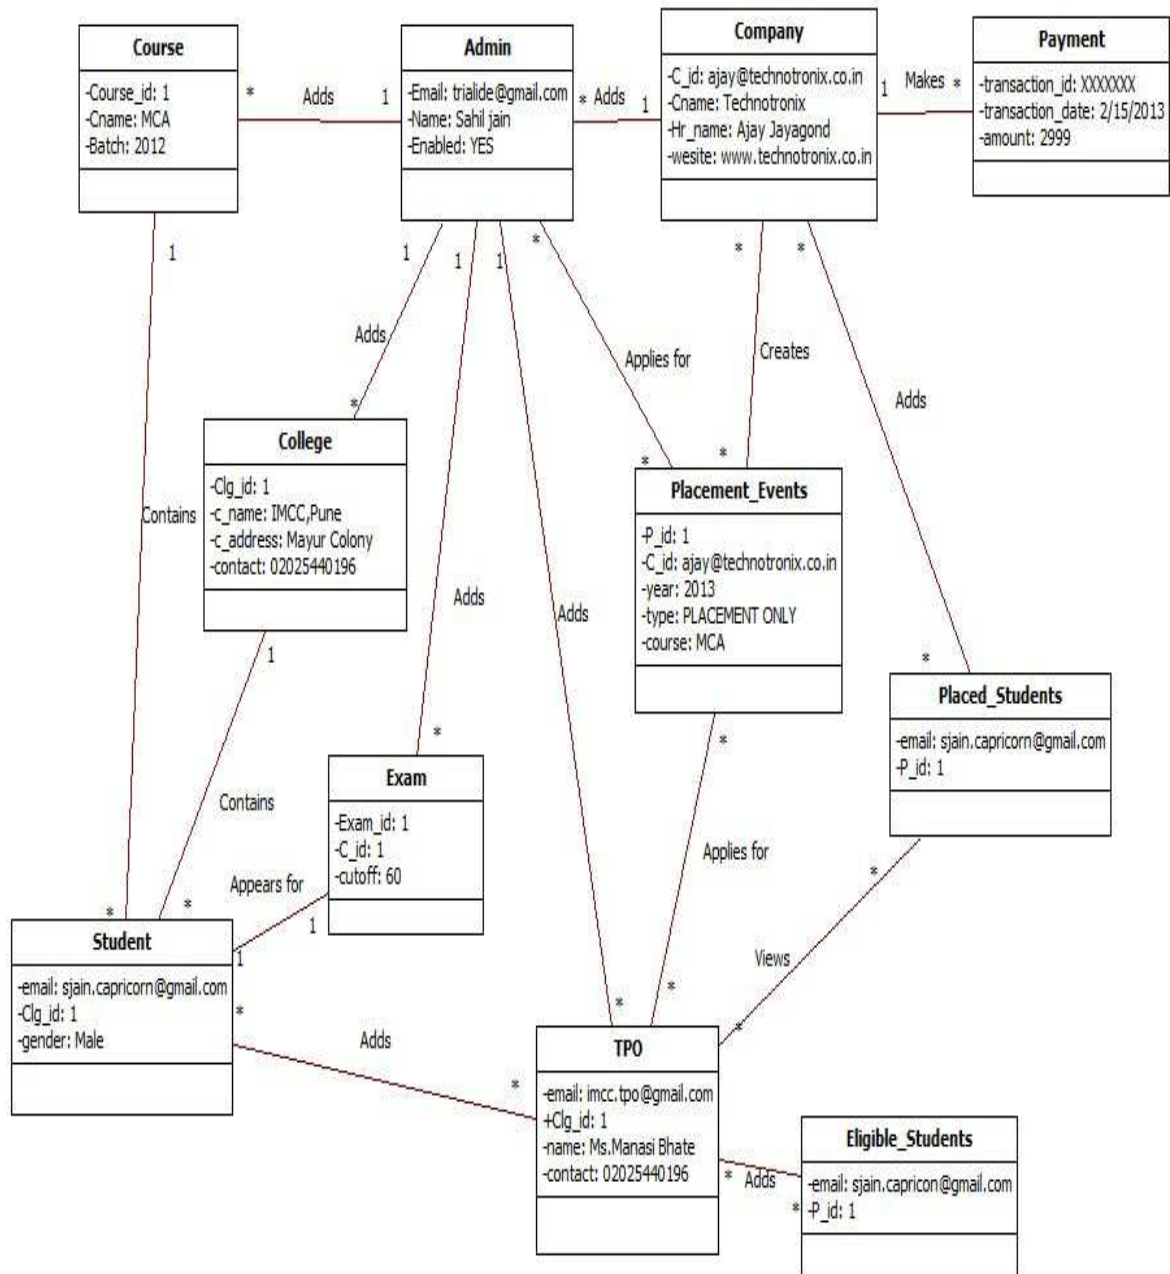 Course
-Course_id: 1
-Cname: MCA
-Batch: 2012
* Adds 1
Admin
-Email: trialide@gmail.com
-Name: Sahil jain
-Enabled: YES
* Adds 1
Company
-C_id: ajay@technotronix.co.in
-Cname: Technotronix
-Hr_name: Ajay Jayagond
-wesite: www.technotronix.co.in
1 Makes *
Payment
-transaction_id: XXXXXXX
-transaction_date: 2/15/2013
-amount: 2999
1
1
1
1
*
*
*
Adds
Applies for
Creates
Adds
*
*
*
College
-Clg_id: 1
-c_name: IMCC,Pune
-c_address: Mayur Colony
-contact: 02025440196
Contains
Placement_Events
-P_id: 1
-C_id: ajay@technotronix.co.in
-year: 2013
-type: PLACEMENT ONLY
-course: MCA
Adds
Adds
1
*
Placed_Students
-email: sjain.capricorn@gmail.com
-P_id: 1
*
*
Exam
-Exam_id: 1
-C_id: 1
-cutoff: 60
Contains
Applies for
Appears for
*
*
*
1
1
Student
-email: sjain.capricorn@gmail.com
-Clg_id: 1
-gender: Male
*
Views
*
*
*
Adds
*
TPO
-email: imcc.tpo@gmail.com
+Clg_id: 1
-name: Ms.Manasi Bhate
-contact: 02025440196
* Adds
*
Eligible_Students
-email: sjain.capricon@gmail.com
-P_id: 1